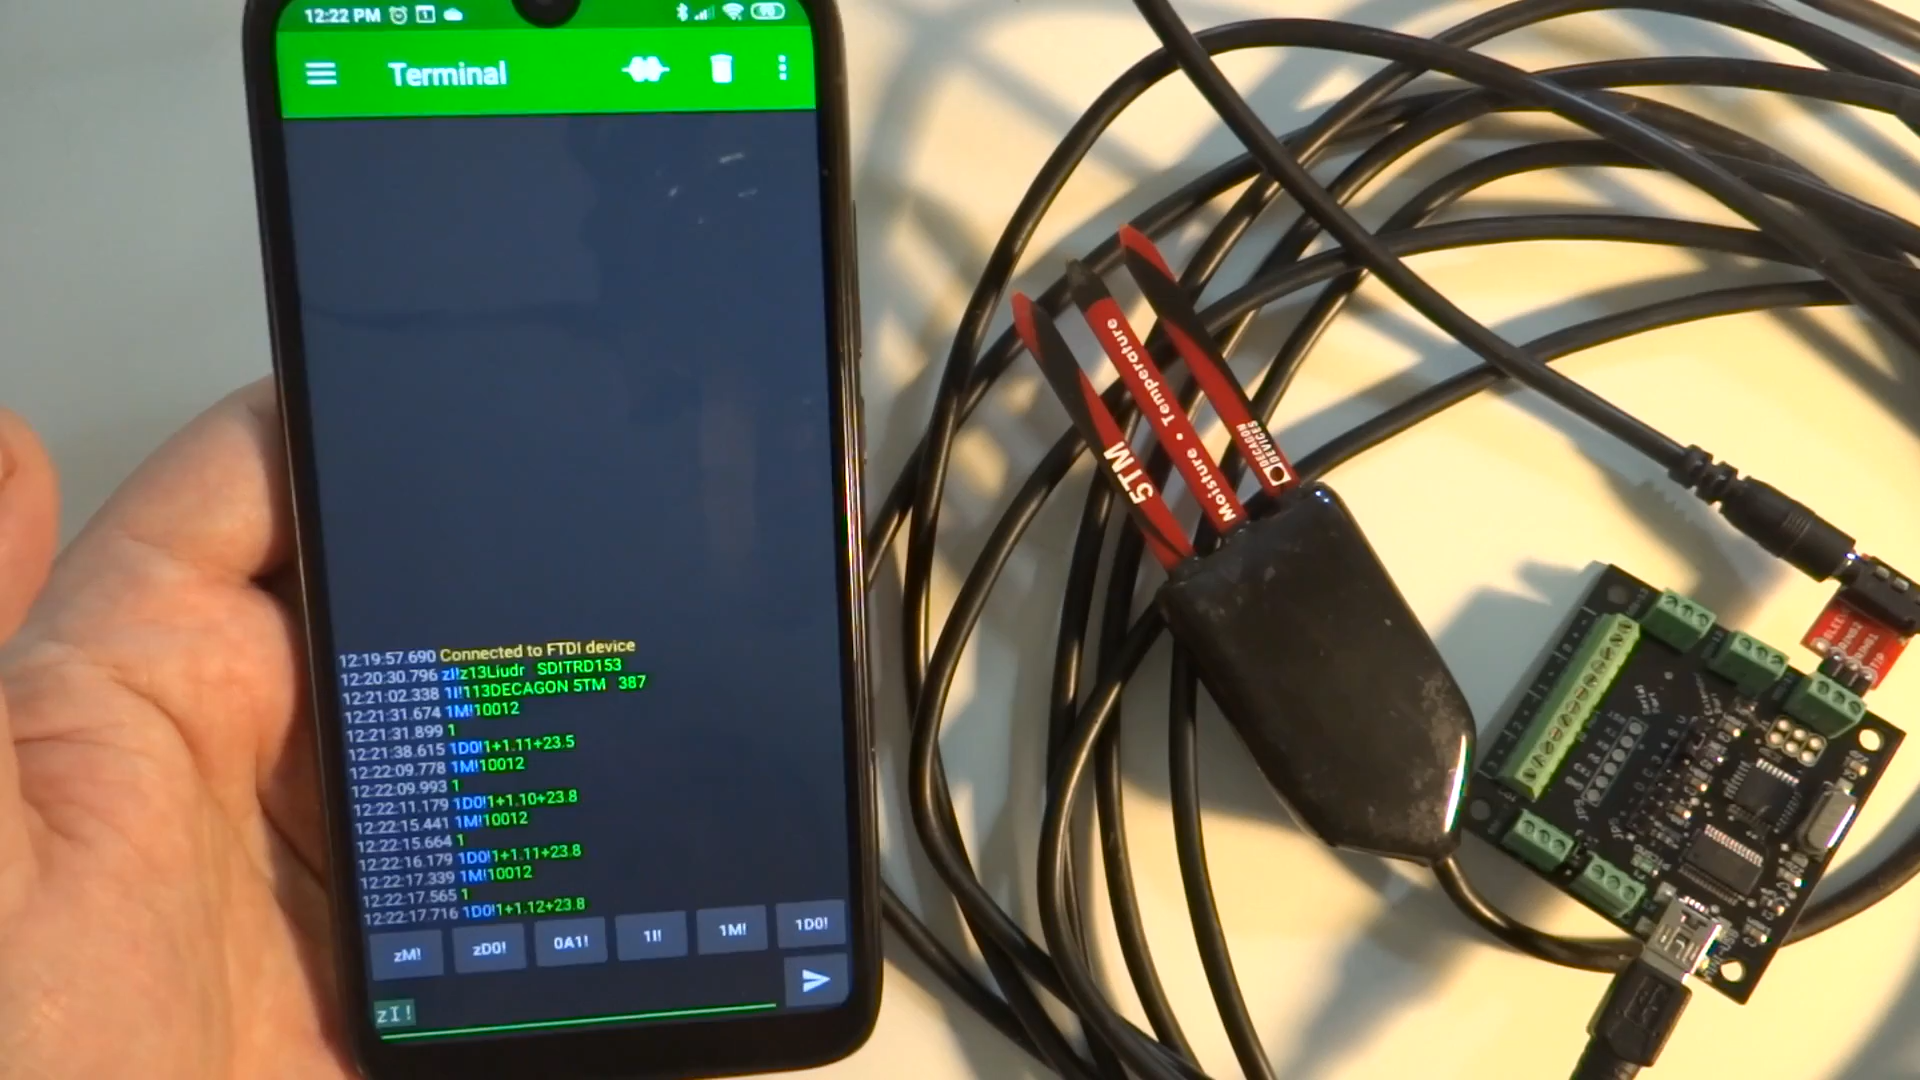 12:22 PM
Terminal
12:19:57.690 Connected to FTDI device
12:20:30.796 zI!z13Liudr SDITRD153
12:21:02.338 1I!113DECAGON 5TM 387
12:21:31.674 1M!10012
12:21:31.899 1
12:21:38.615 1D0!1+1.11+23.5
12:22:09.778 1M!10012
12:22:09.993 1
12:22:11.179 1D0!1+1.10+23.8
12:22:15.441 1M!10012
12:22:15.664 1
12:22:16.179 1D0!1+1.11+23.8
12:22:17.339 1M!10012
12:22:17.565 1
12:22:17.716 1D0!1+1.12+23.8
zM! zD0! 0A1! 1I! 1M! 1D0!
zI!
5TM
Moisture • Temperature
DECAGON
DEVICES